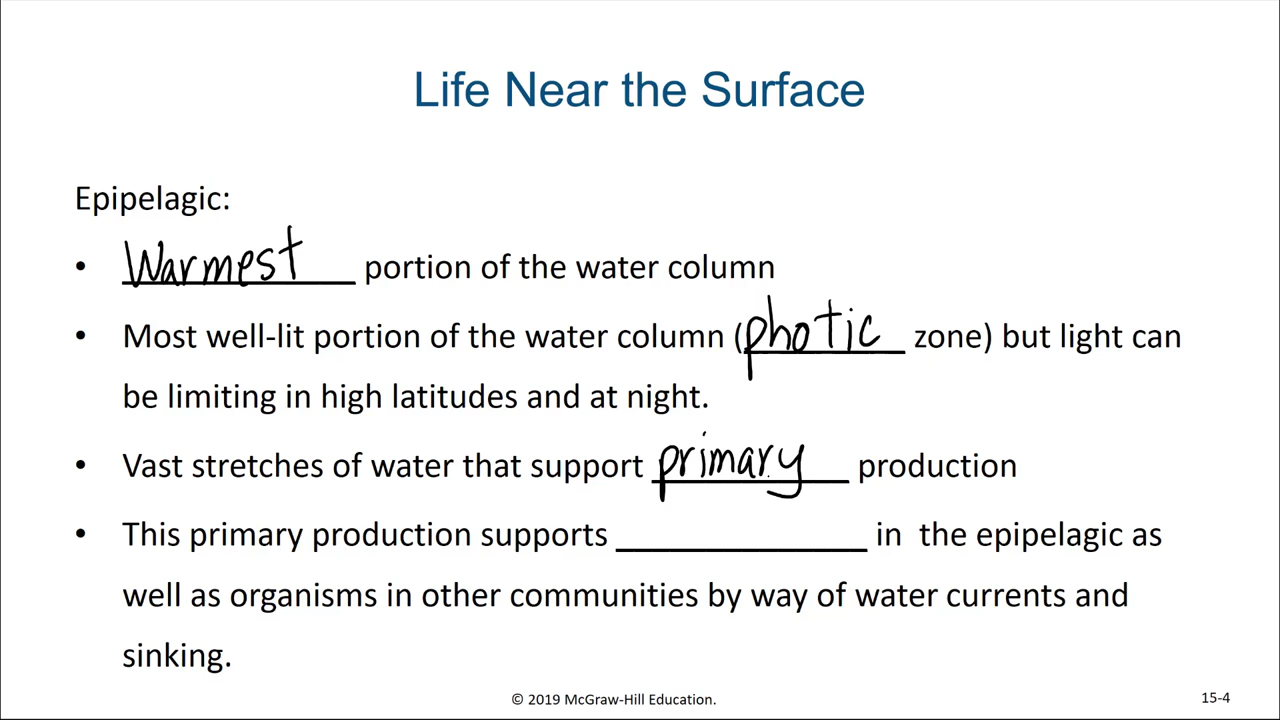 Life Near the Surface
Epipelagic:
• Warmest portion of the water column
• Most well-lit portion of the water column (photic zone) but light can
be limiting in high latitudes and at night.
• Vast stretches of water that support primary production
• This primary production supports ______________ in the epipelagic as
well as organisms in other communities by way of water currents and
sinking.
© 2019 McGraw-Hill Education.
15-4